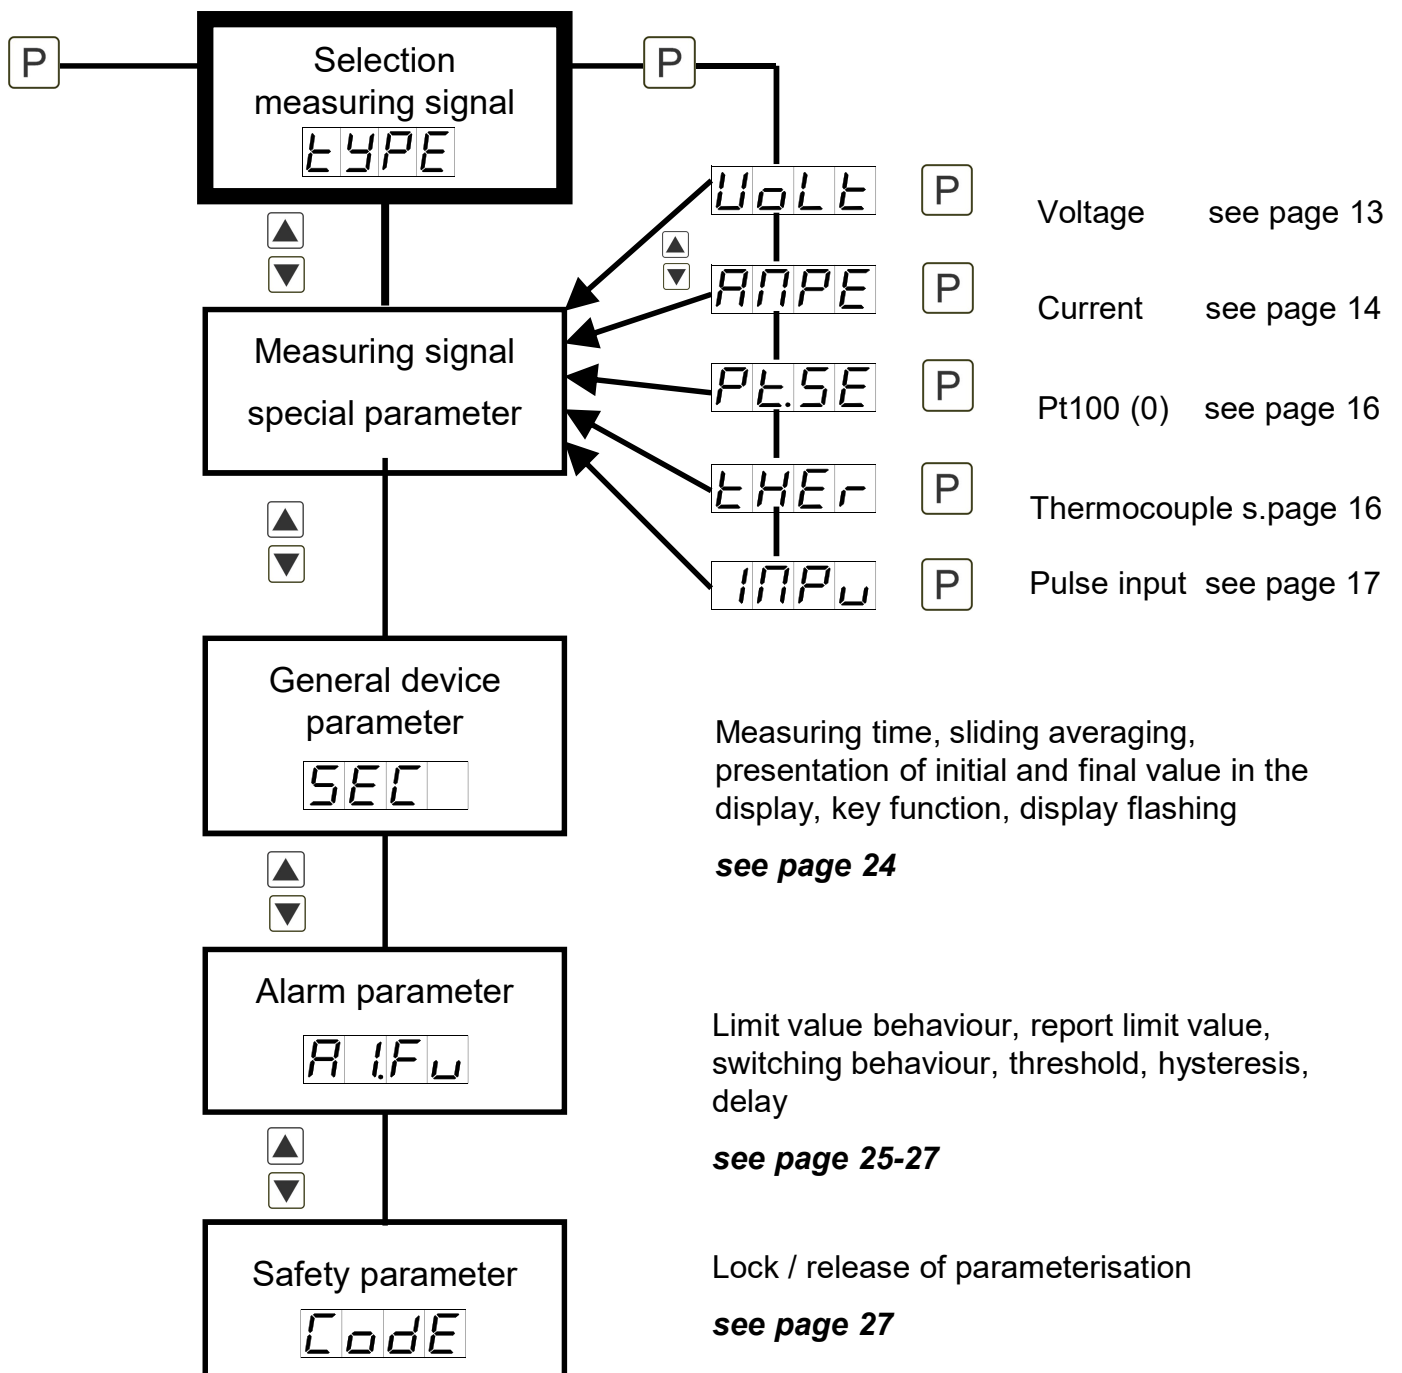 P
Selection
measuring signal
tYPE
P
VoLt
P
Voltage see page 13
AMPE
P
Current see page 14
Measuring signal
special parameter
Pt.SE
P
Pt100 (0) see page 16
tHEr
P
Thermocouple s.page 16
IMPu
P
Pulse input see page 17
General device
parameter
SEC
Measuring time, sliding averaging,
presentation of initial and final value in the
display, key function, display flashing
see page 24
Alarm parameter
A1.Fu
Limit value behaviour, report limit value,
switching behaviour, threshold, hysteresis,
delay
see page 25-27
Safety parameter
CodE
Lock / release of parameterisation
see page 27